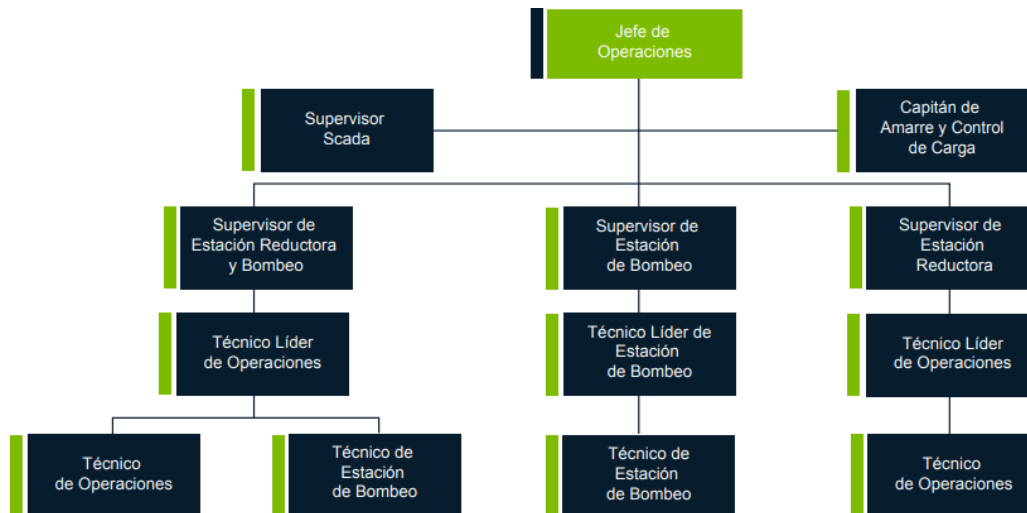 Jefe de
Operaciones
Supervisor
Scada
Capitán de
Amarre y Control
de Carga
Supervisor de
Estación Reductora
y Bombeo
Supervisor de
Estación
de Bombeo
Supervisor de
Estación
Reductora
Técnico Líder
de Operaciones
Técnico Líder de
Estación
de Bombeo
Técnico Líder
de Operaciones
Técnico
de Operaciones
Técnico de
Estación
de Bombeo
Técnico de
Estación
de Bombeo
Técnico
de Operaciones